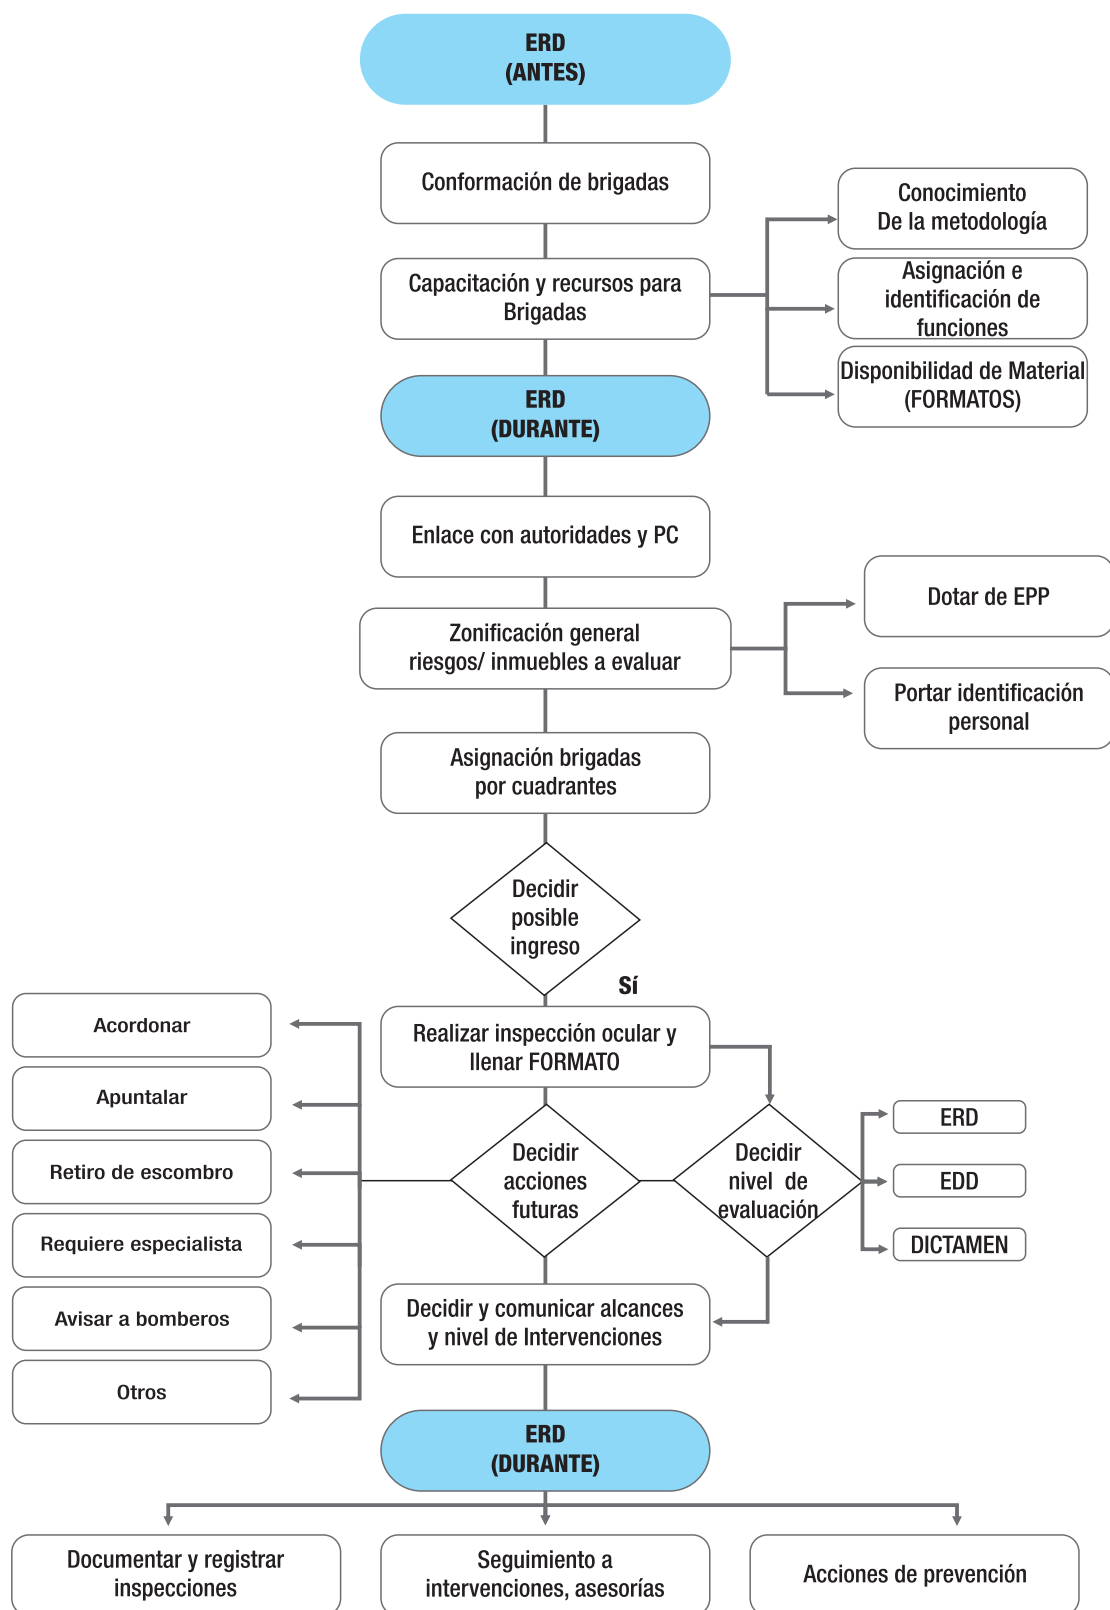 ERD
(ANTES)
Conformación de brigadas
Capacitación y recursos para
Brigadas
Conocimiento
De la metodología
Asignación e
identificación de
funciones
Disponibilidad de Material
(FORMATOS)
ERD
(DURANTE)
Enlace con autoridades y PC
Zonificación general
riesgos/ inmuebles a evaluar
Dotar de EPP
Portar identificación
personal
Asignación brigadas
por cuadrantes
Decidir
posible
ingreso
Sí
Realizar inspección ocular y
llenar FORMATO
Acordonar
Apuntalar
Retiro de escombro
Requiere especialista
Avisar a bomberos
Otros
Decidir
acciones
futuras
Decidir
nivel de
evaluación
ERD
EDD
DICTAMEN
Decidir y comunicar alcances
y nivel de Intervenciones
ERD
(DURANTE)
Documentar y registrar
inspecciones
Seguimiento a
intervenciones, asesorías
Acciones de prevención